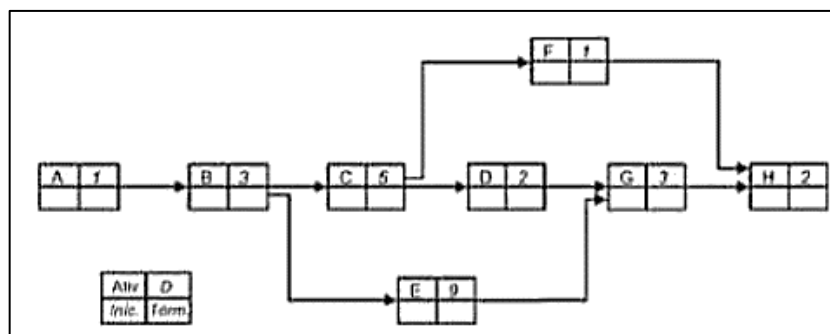 F 1
A 1 B 3 C 5 D 2 G 3 H 2
E 9
Ativ D
Inic. Term.